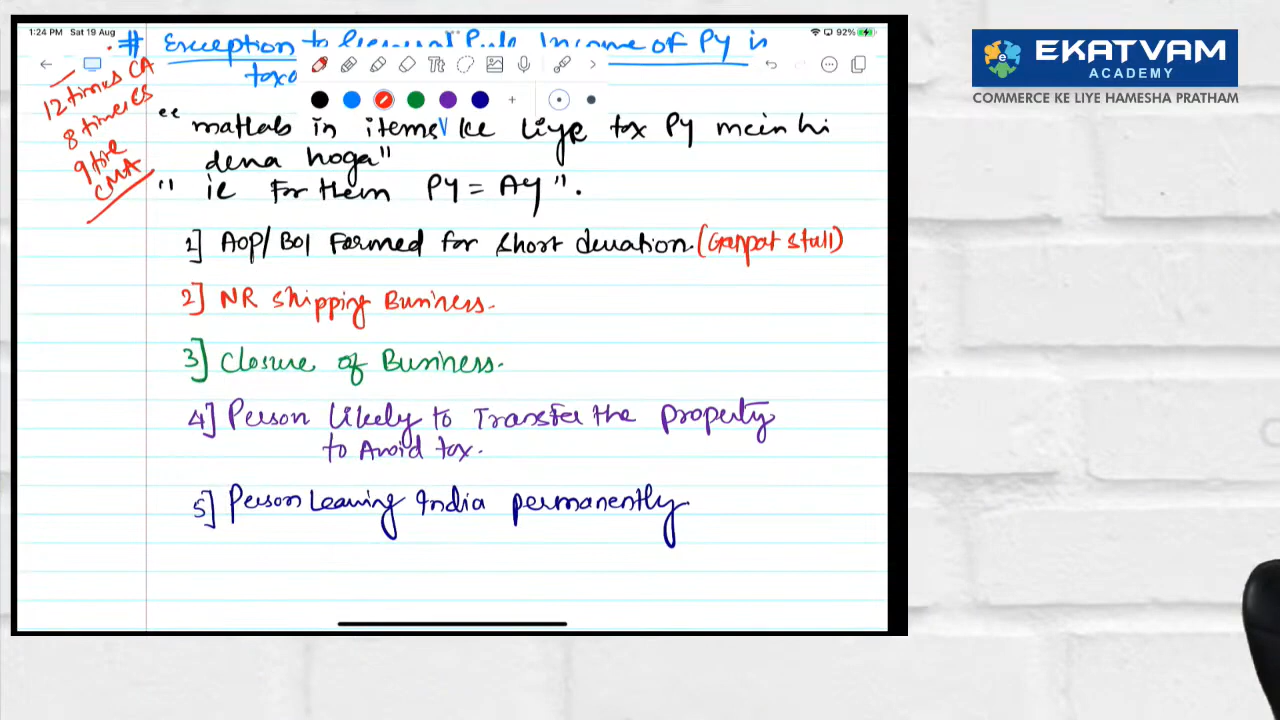 1:24 PM Sat 19 Aug
92%
# Exception to General Rule Income of PY is
12 times CA
8 times CS
9 time
CMA
" matlab in items ke liye tax PY mein hi
dena hoga"
" ie For them PY = AY".
1] AOP/BOI Formed for short duration (Ganpat stall)
2] NR Shipping Business.
3] Closure of Business.
4] Person Likely to Transfer the property
to Avoid tax.
5] Person Leaving India permanently
EKATVAM
ACADEMY
COMMERCE KE LIYE HAMESHA PRATHAM